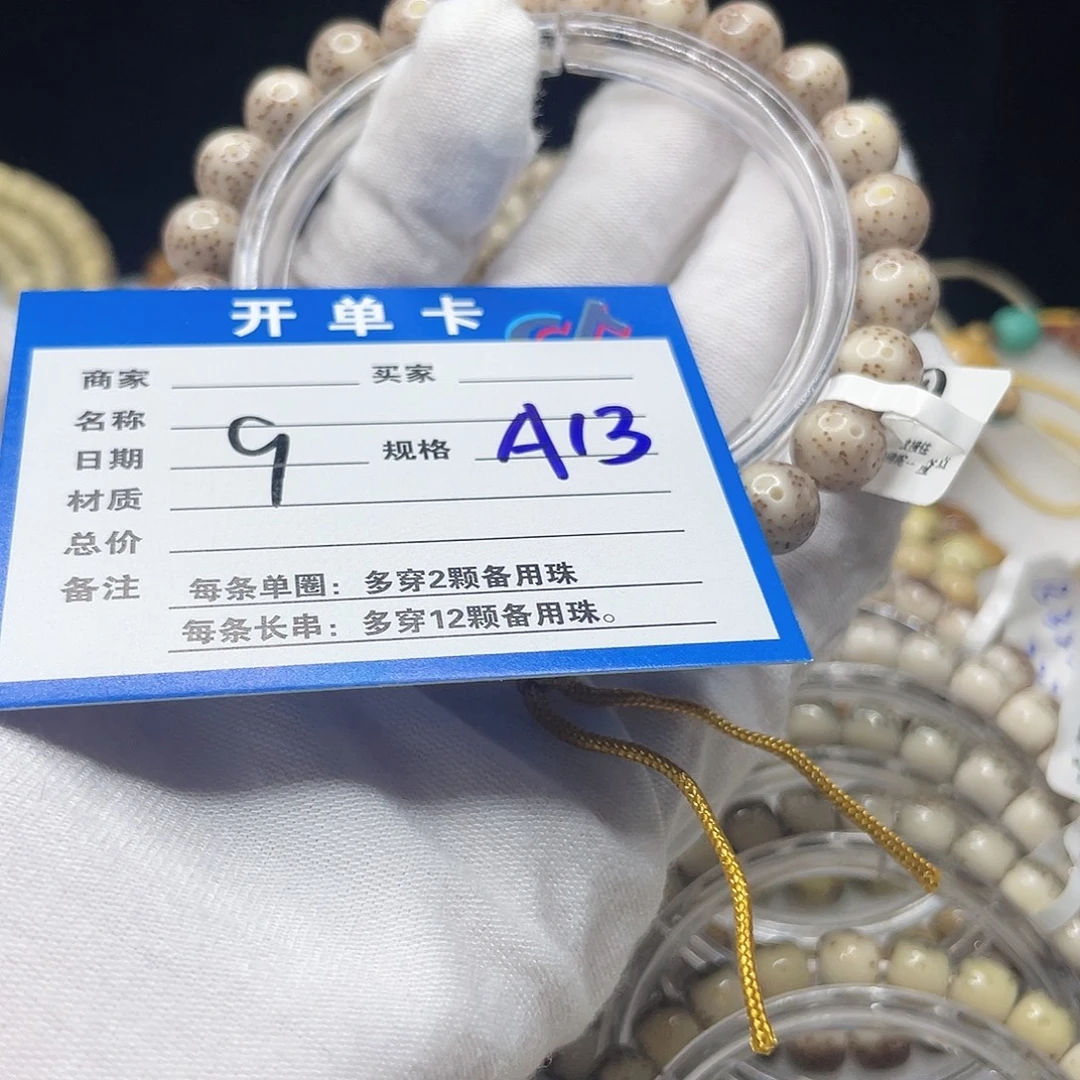 开单卡
商家 买家
名称
日期 9 规格 A13
材质
总价
备注 每条单圈：多穿2颗备用珠
每条长串：多穿12颗备用珠。